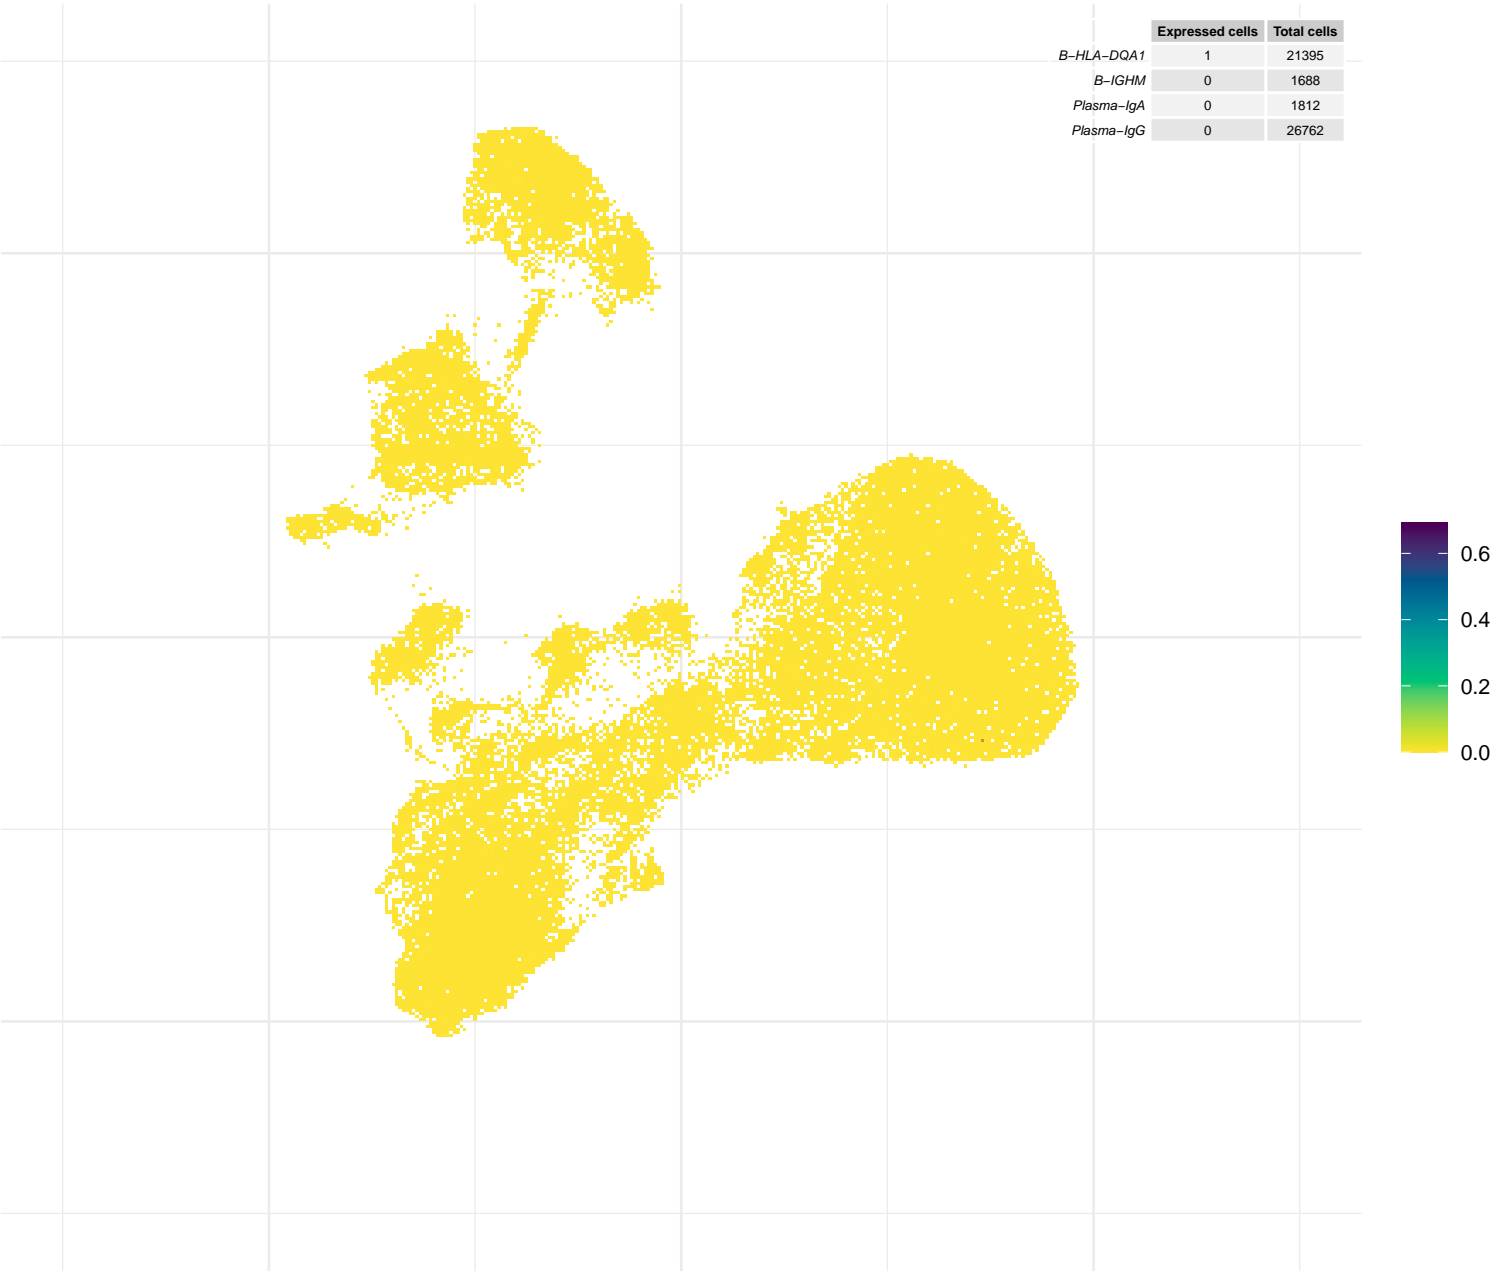 Expressed cells Total cells
B−HLA−DQA1 1 21395
B−IGHM 0 1688
Plasma−IgA 0 1812
Plasma−IgG 0 26762
0.6
0.4
0.2
0.0